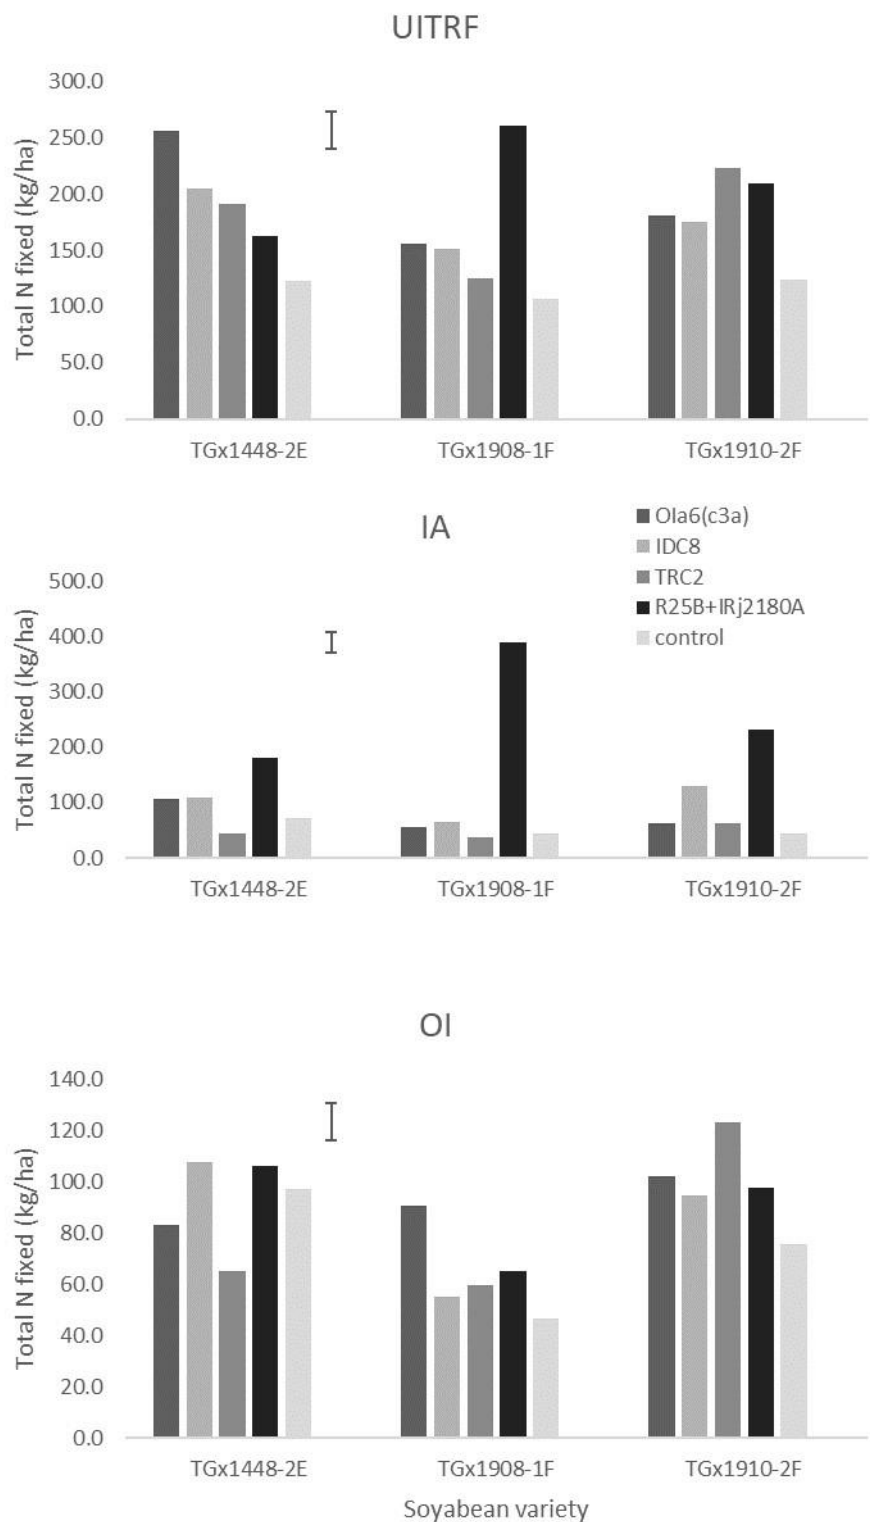 UITRF
Total N fixed (kg/ha)
300.0
250.0
200.0
150.0
100.0
50.0
0.0
TGx1448-2E
TGx1908-1F
TGx1910-2F
IA
Ola6(c3a)
IDC8
TRC2
R25B+IRj2180A
control
Total N fixed (kg/ha)
500.0
400.0
300.0
200.0
100.0
0.0
TGx1448-2E
TGx1908-1F
TGx1910-2F
OI
Total N fixed (kg/ha)
140.0
120.0
100.0
80.0
60.0
40.0
20.0
0.0
TGx1448-2E
TGx1908-1F
TGx1910-2F
Soyabean variety